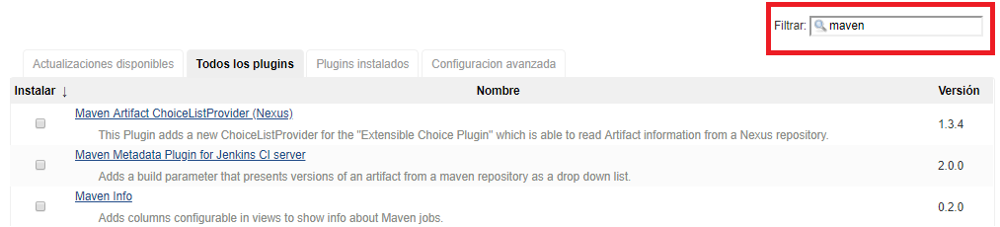 Filtrar: maven
Actualizaciones disponibles Todos los plugins Plugins instalados Configuracion avanzada
Instalar ↓ Nombre Versión
Maven Artifact ChoiceListProvider (Nexus)
This Plugin adds a new ChoiceListProvider for the "Extensible Choice Plugin" which is able to read Artifact information from a Nexus repository.
1.3.4
Maven Metadata Plugin for Jenkins CI server
Adds a build parameter that presents versions of an artifact from a maven repository as a drop down list.
2.0.0
Maven Info
Adds columns configurable in views to show info about Maven jobs.
0.2.0